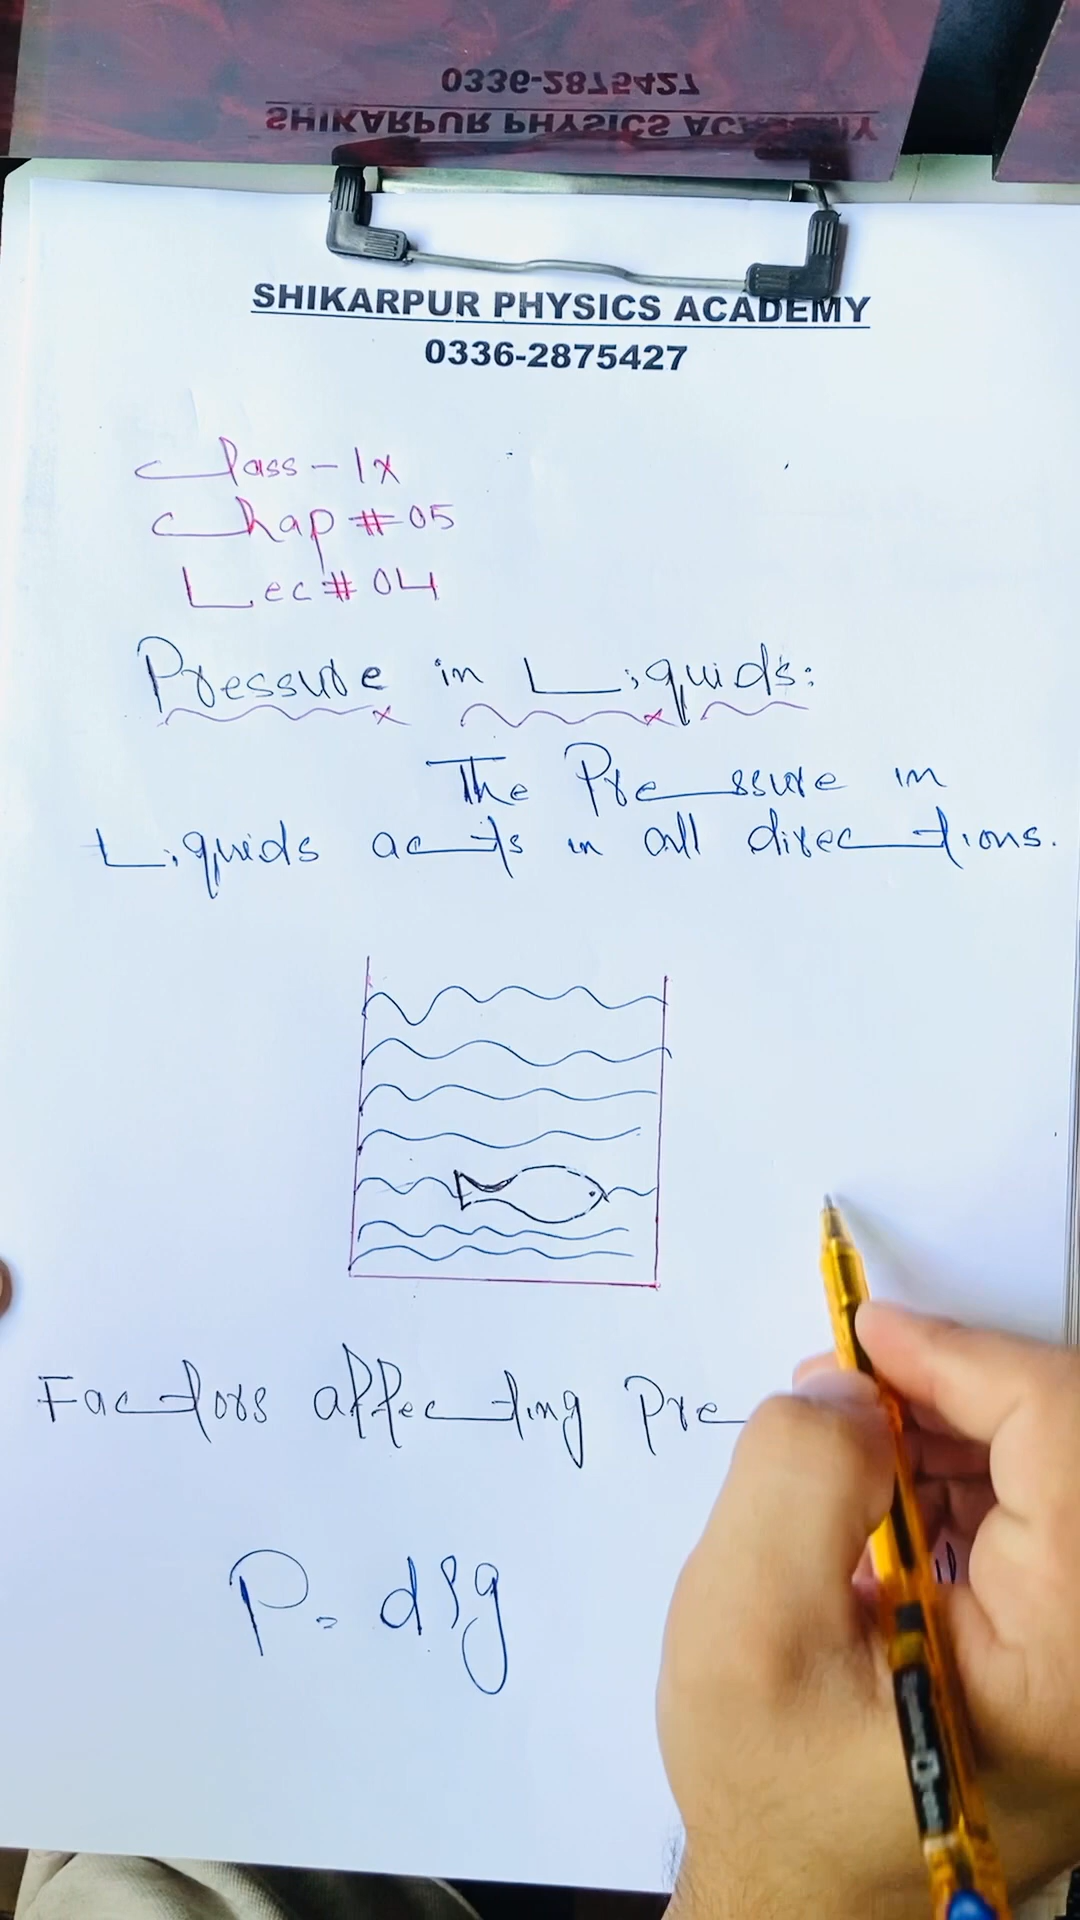 0336-2875427
SHIKARPUR PHYSICS ACADEMY
SHIKARPUR PHYSICS ACADEMY
0336-2875427
Class-IX
Chap # 05
Lec # 04
Pressure in Liquids:
The Pressure in
Liquids acts in all directions.
Factors affecting Pre
P = dρg